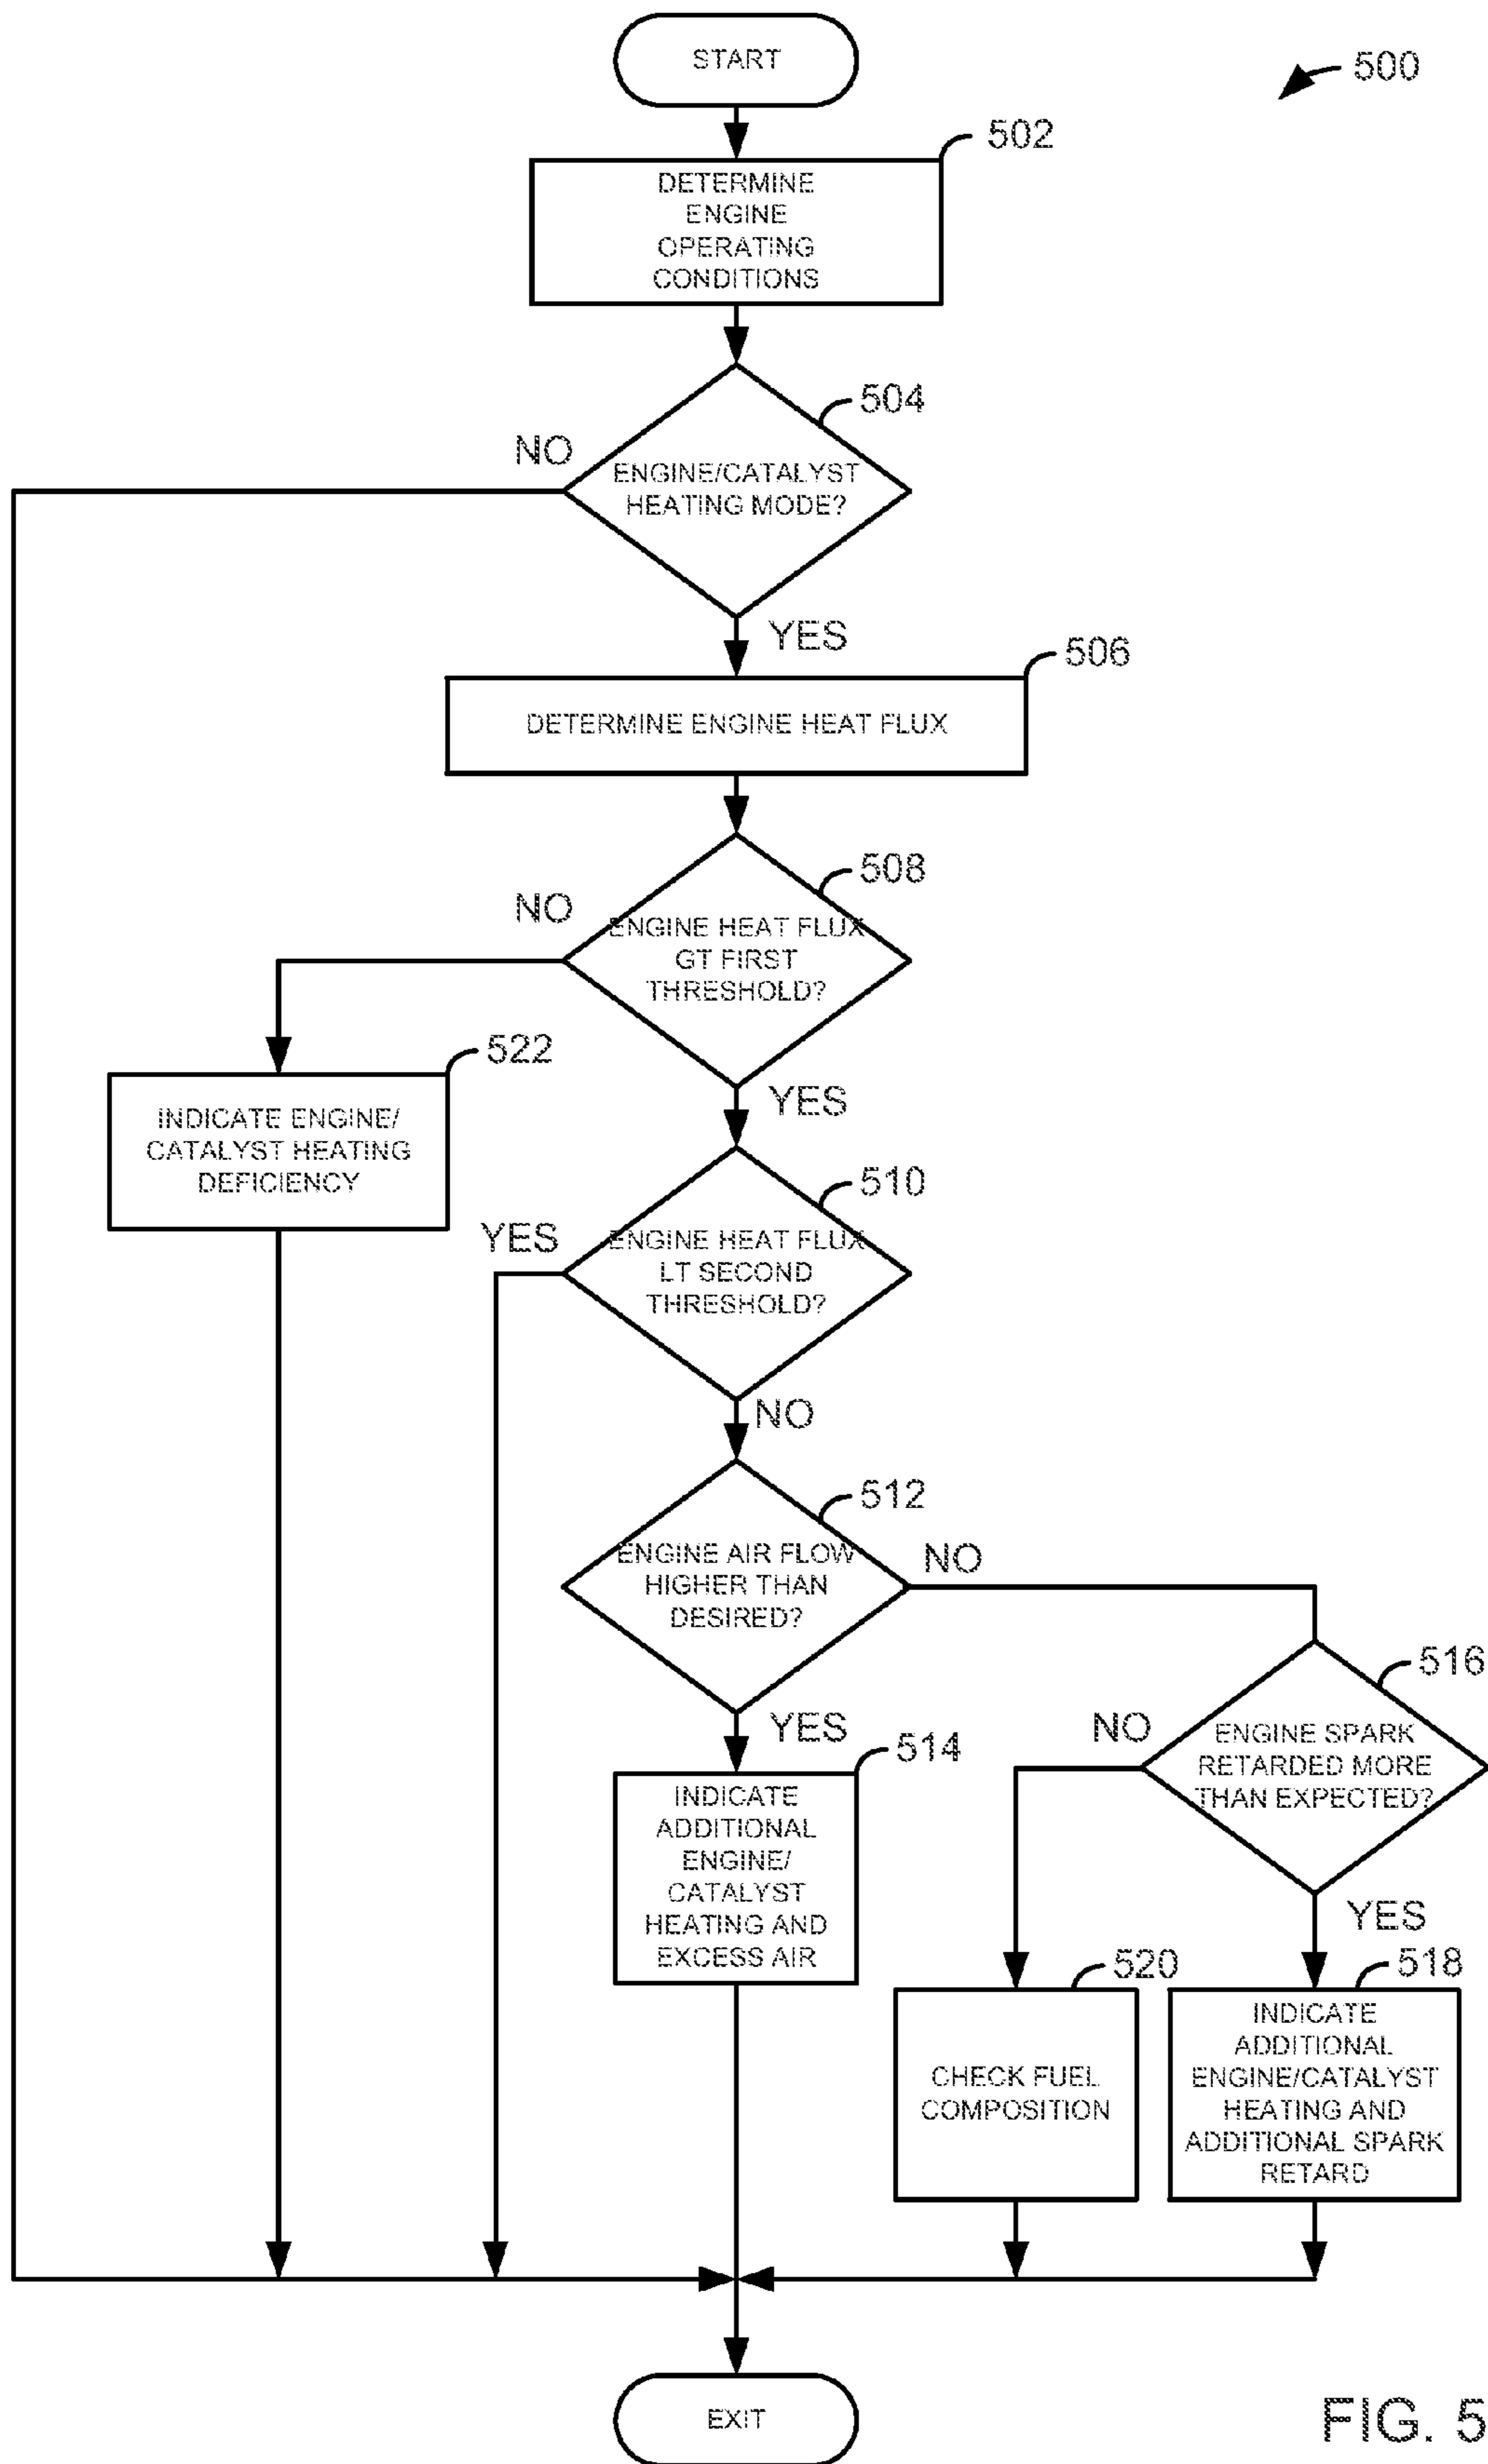 START
500
502
DETERMINE
ENGINE
OPERATING
CONDITIONS
504
NO
ENGINE/CATALYST
HEATING MODE?
YES
506
DETERMINE ENGINE HEAT FLUX
508
NO
ENGINE HEAT FLUX
GT FIRST
THRESHOLD?
522
INDICATE ENGINE/
CATALYST HEATING
DEFICIENCY
YES
510
YES
ENGINE HEAT FLUX
LT SECOND
THRESHOLD?
NO
512
ENGINE AIR FLOW
HIGHER THAN
DESIRED?
NO
516
NO
ENGINE SPARK
RETARDED MORE
THAN EXPECTED?
YES
514
INDICATE
ADDITIONAL
ENGINE/
CATALYST
HEATING AND
EXCESS AIR
YES
520
CHECK FUEL
COMPOSITION
518
INDICATE
ADDITIONAL
ENGINE/CATALYST
HEATING AND
ADDITIONAL SPARK
RETARD
EXIT
FIG. 5